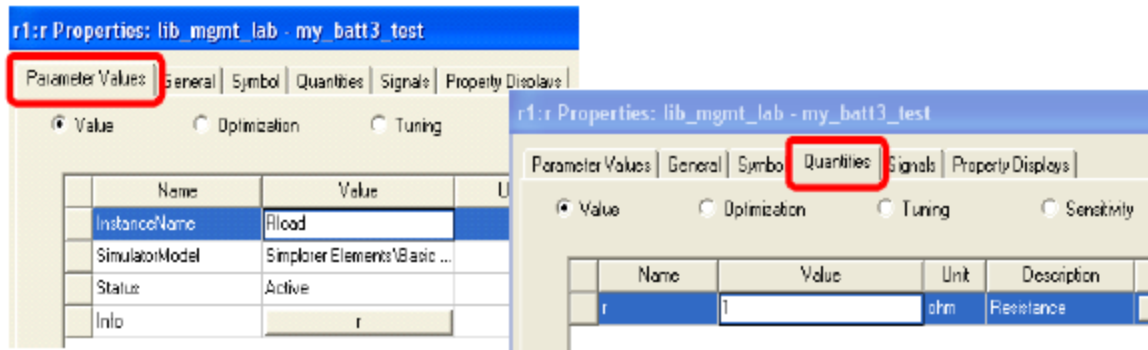 r1:r Properties: lib_mgmt_lab - my_batt3_test
Parameter Values General Symbol Quantities Signals Property Displays
Value Optimization Tuning
Name Value U
InstanceName Rload
SimulatorModel Simplorer Elements\Basic ...
Status Active
Info r
r1:r Properties: lib_mgmt_lab - my_batt3_test
Parameter Values General Symbol Quantities Signals Property Displays
Value Optimization Tuning Sensitivity
Name Value Unit Description
r 1 ohm Resistance